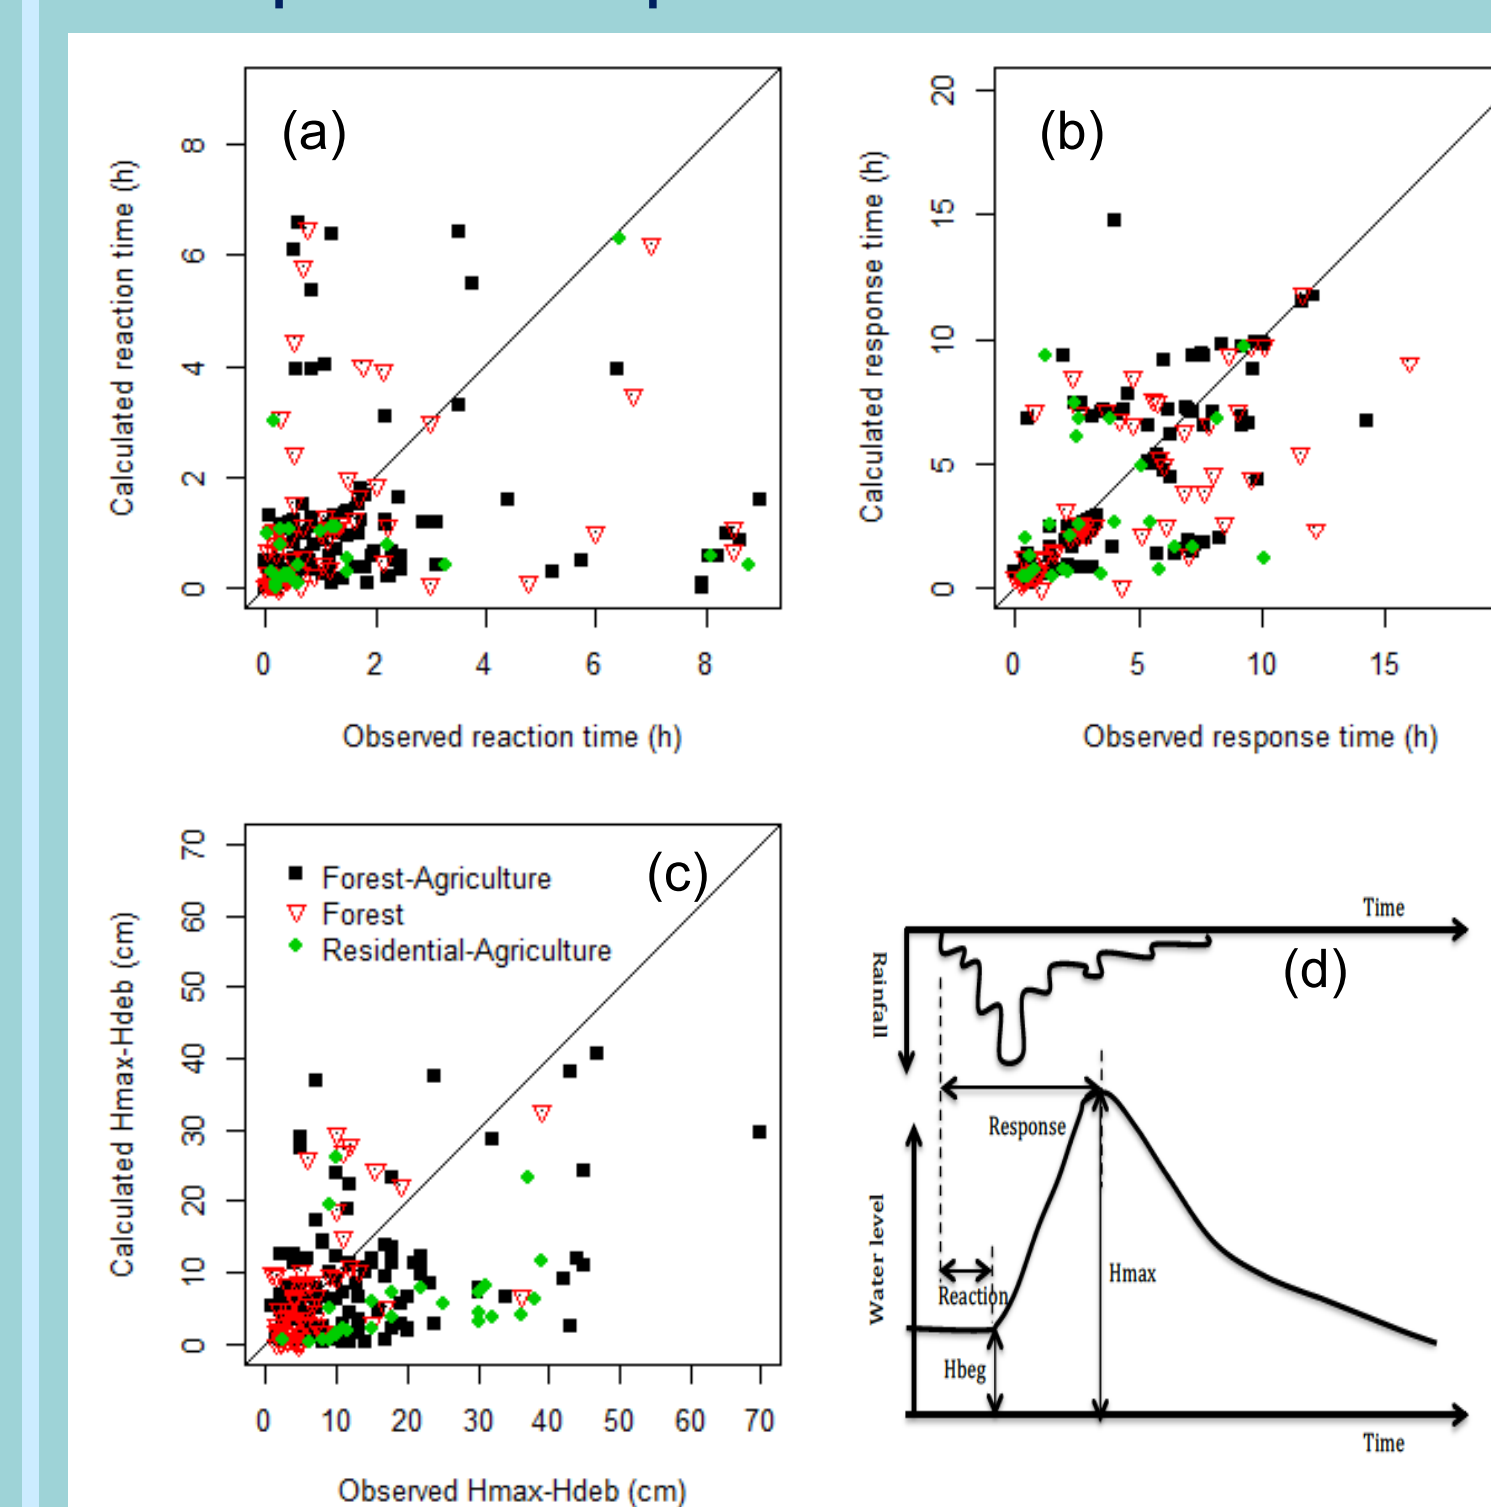 (a)
Calculated reaction time (h)
8
6
4
2
0
0 2 4 6 8
Observed reaction time (h)
(b)
Calculated response time (h)
20
15
10
5
0
0 5 10 15
Observed response time (h)
(c)
Forest-Agriculture
Forest
Residential-Agriculture
Calculated Hmax-Hdeb (cm)
70
60
50
40
30
20
10
0
0 10 20 30 40 50 60 70
Observed Hmax-Hdeb (cm)
Time
(d)
Rainfall
Response
Water level
Reaction
Hmax
Hbeg
Time